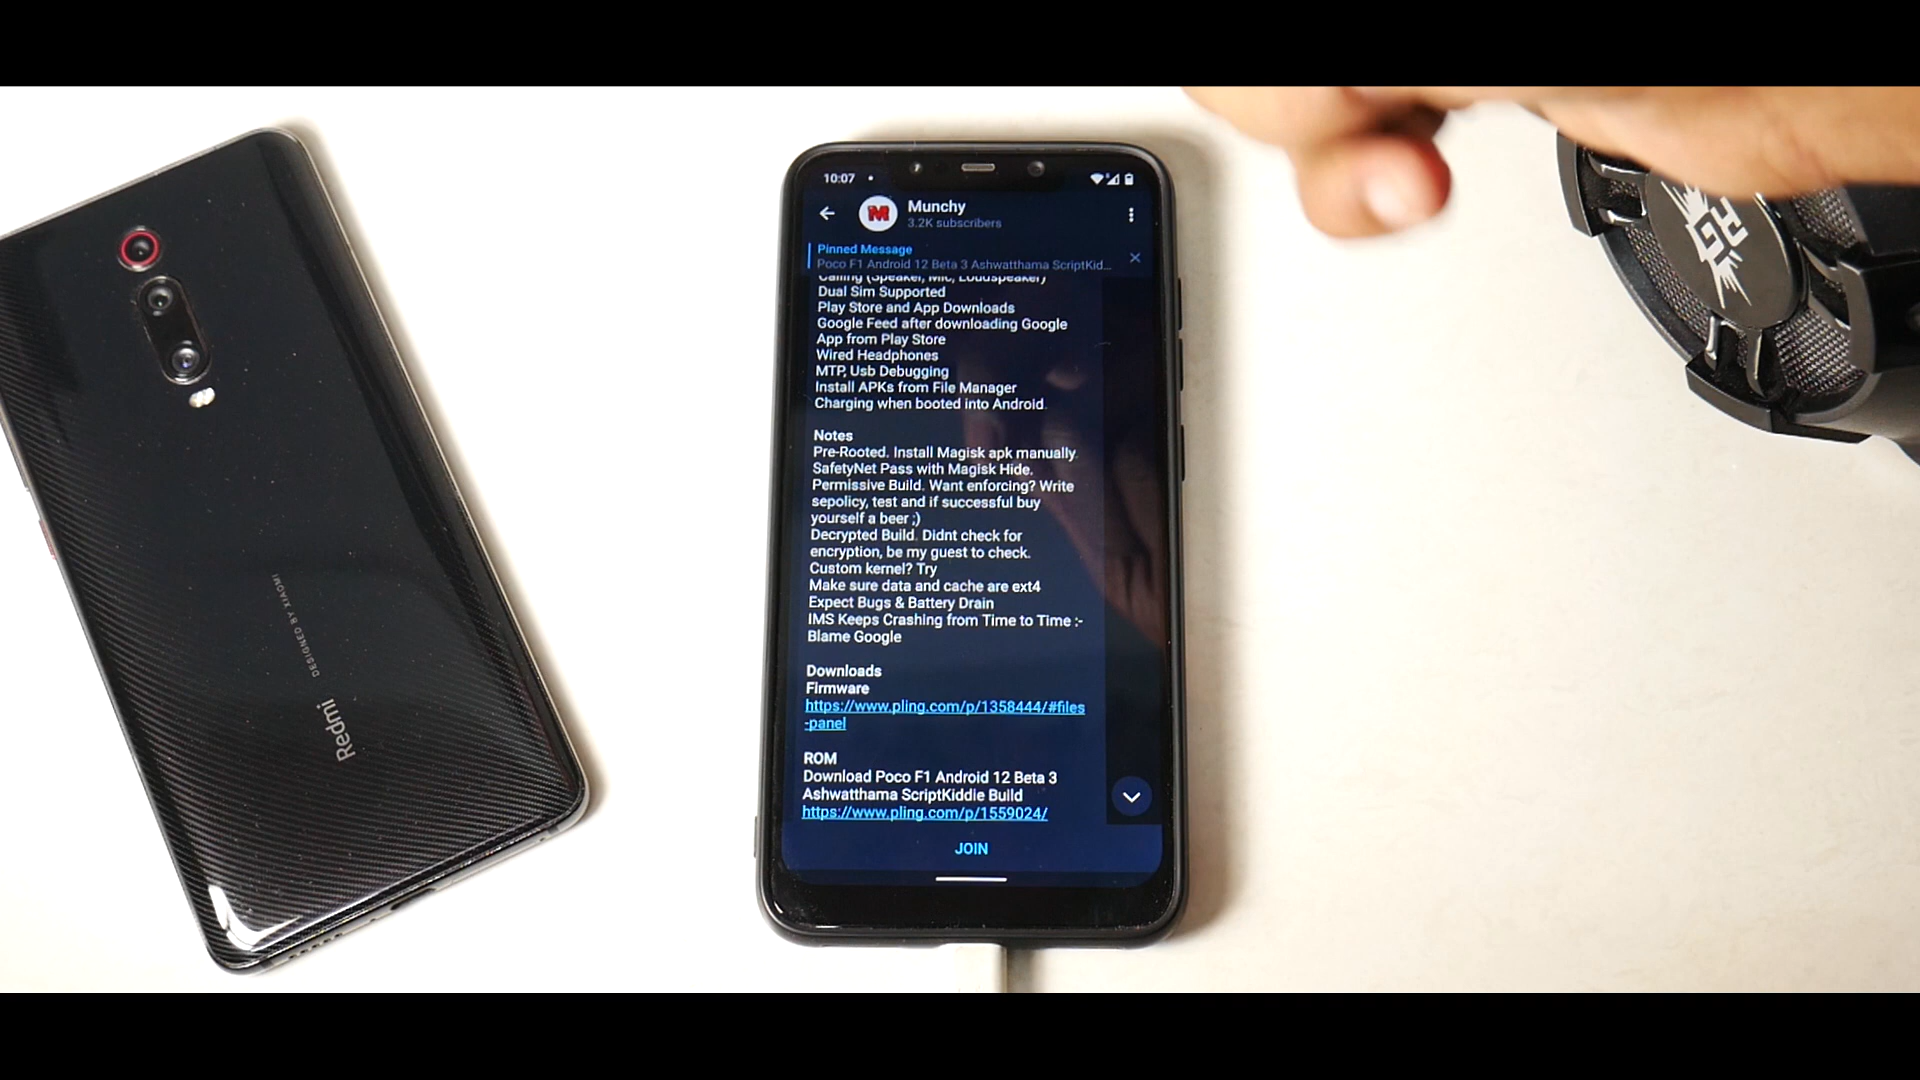 10:07
Munchy
3.2K subscribers
Pinned Message
Poco F1 Android 12 Beta 3 Ashwatthama ScriptKid...
Calling (Speaker, Mic, Loudspeaker)
Dual Sim Supported
Play Store and App Downloads
Google Feed after downloading Google
App from Play Store
Wired Headphones
MTP, Usb Debugging
Install APKs from File Manager
Charging when booted into Android.
Notes
Pre-Rooted. Install Magisk apk manually.
SafetyNet Pass with Magisk Hide.
Permissive Build. Want enforcing? Write
sepolicy, test and if successful buy
yourself a beer ;)
Decrypted Build. Didnt check for
encryption, be my guest to check.
Custom kernel? Try
Make sure data and cache are ext4
Expect Bugs & Battery Drain
IMS Keeps Crashing from Time to Time :-
Blame Google
Downloads
Firmware
https://www.pling.com/p/1358444/#files
-panel
ROM
Download Poco F1 Android 12 Beta 3
Ashwatthama ScriptKiddie Build
https://www.pling.com/p/1559024/
JOIN
Redmi
DESIGNED BY XIAOMI
M